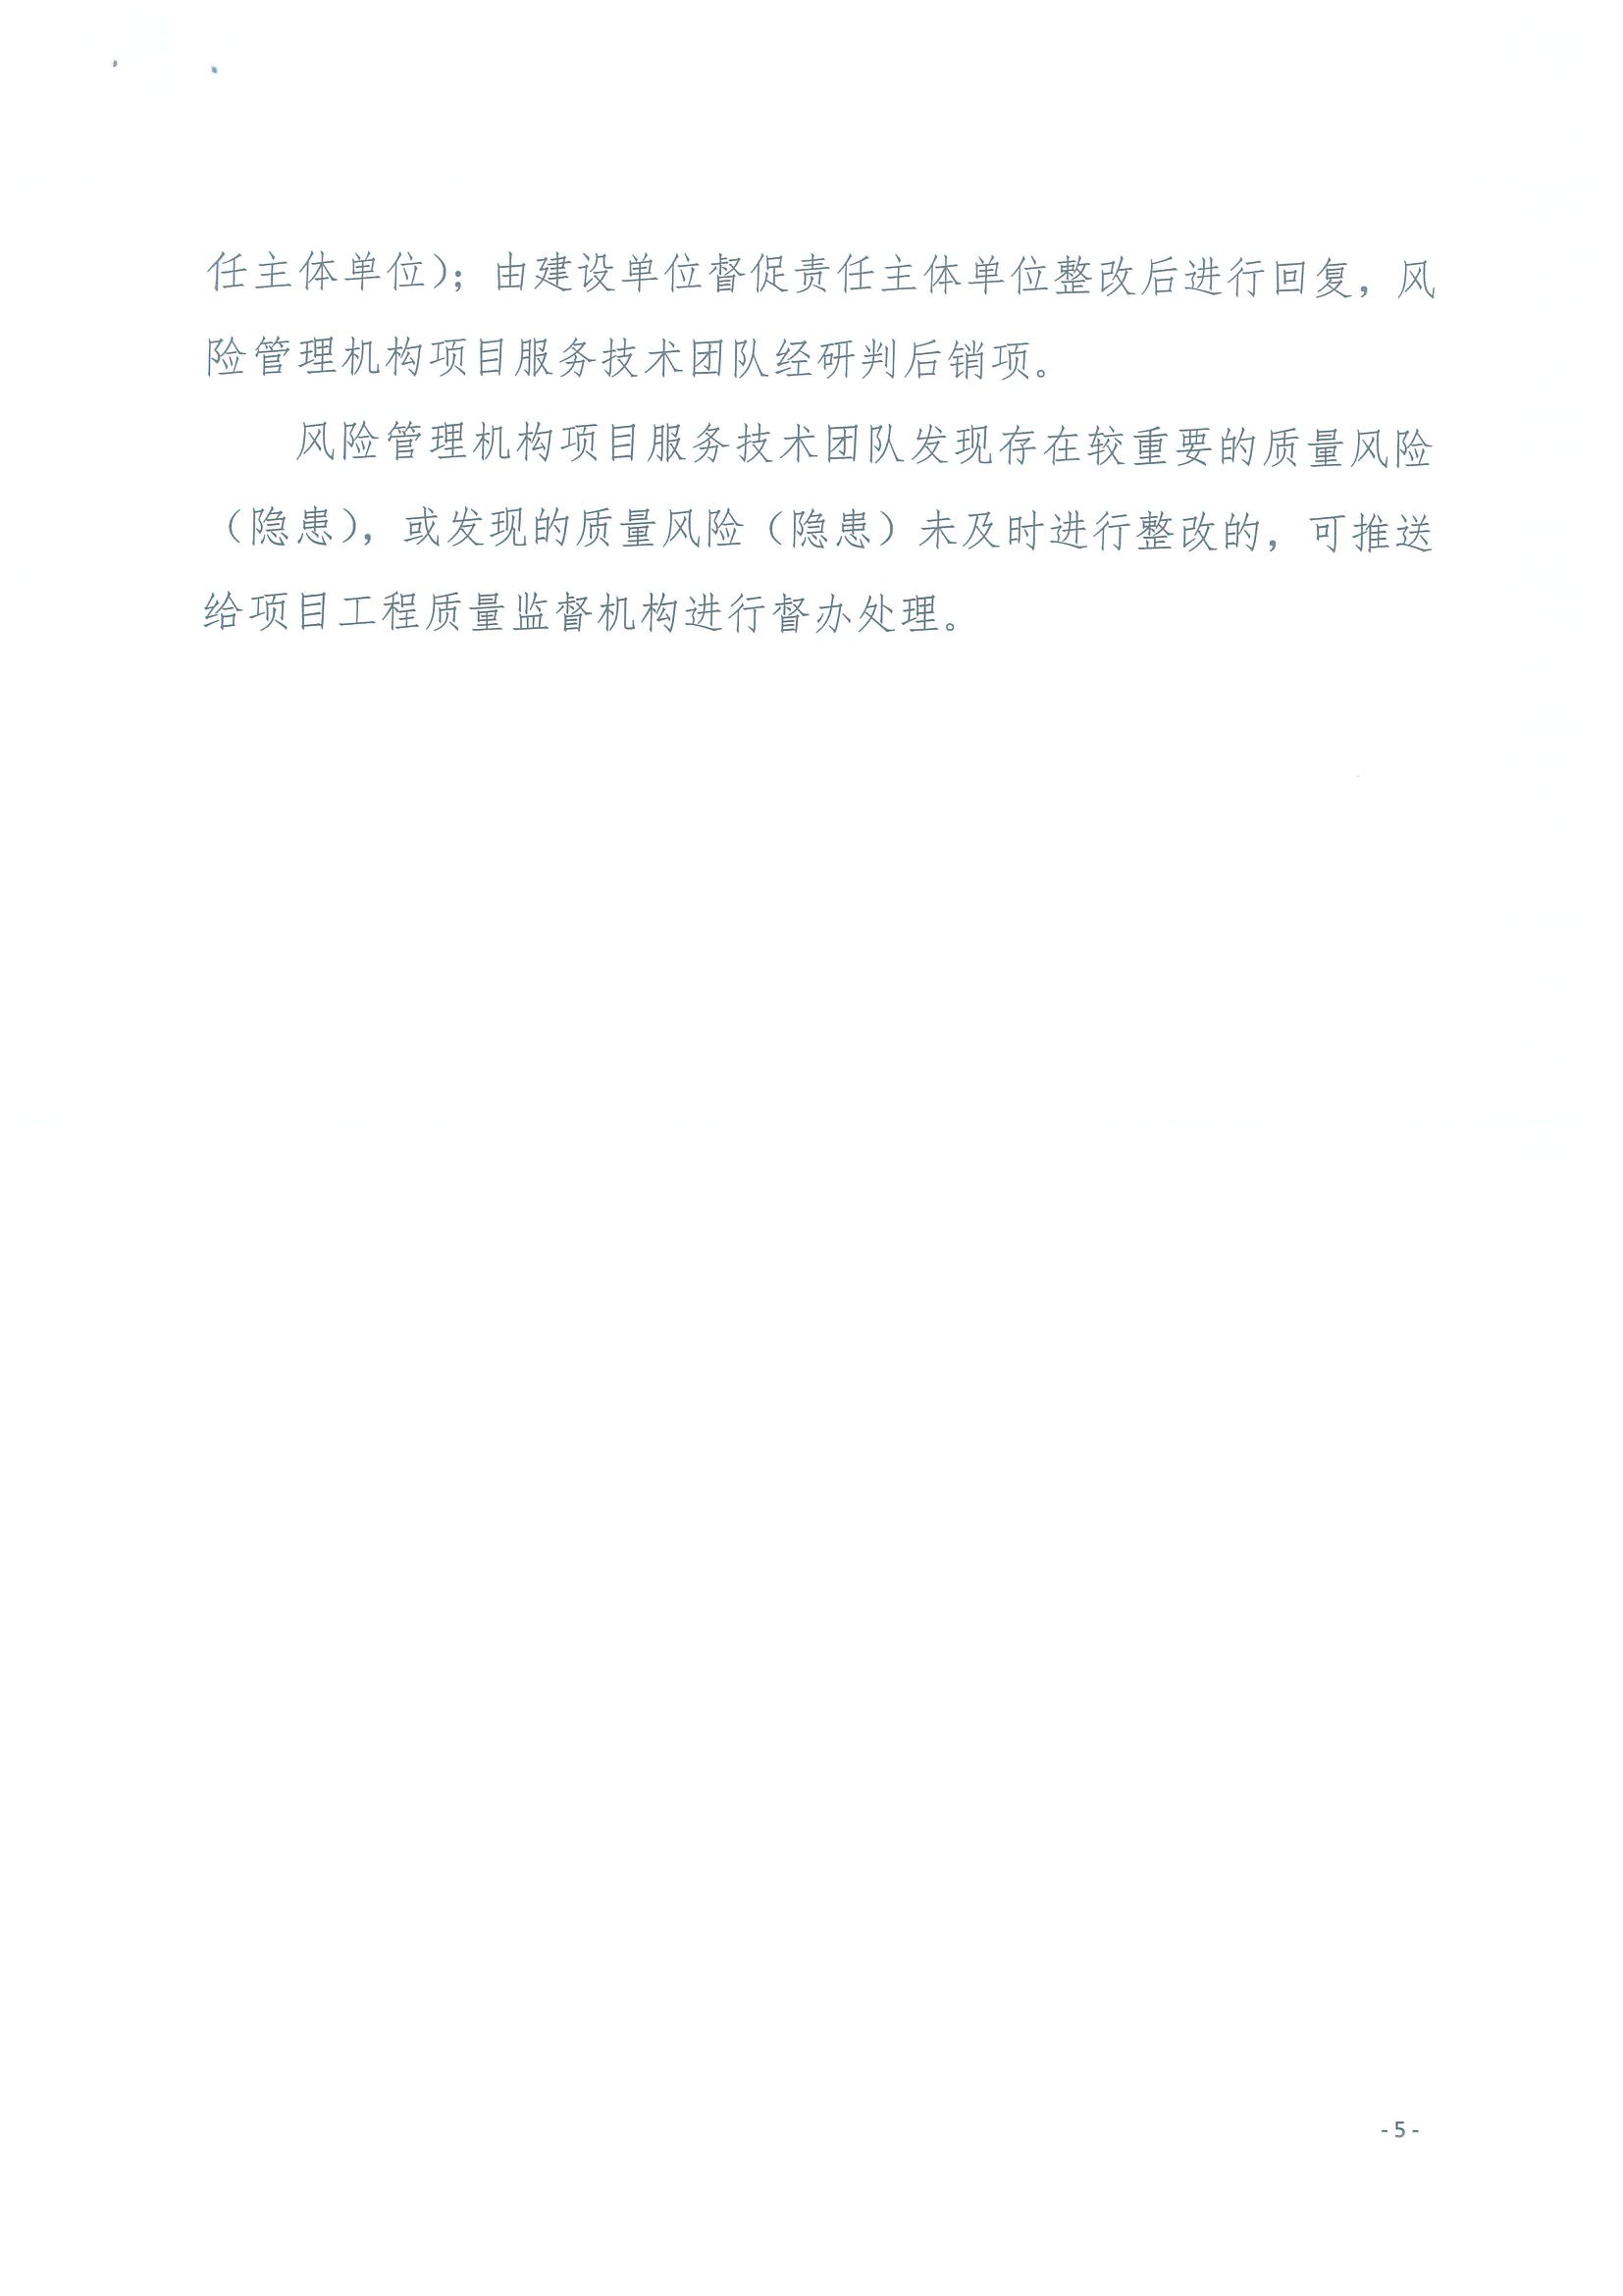 任主体单位）；由建设单位督促责任主体单位整改后进行回复，风
险管理机构项目服务技术团队经研判后销项。
风险管理机构项目服务技术团队发现存在较重要的质量风险
（隐患），或发现的质量风险（隐患）未及时进行整改的，可推送
给项目工程质量监督机构进行督办处理。
- 5 -